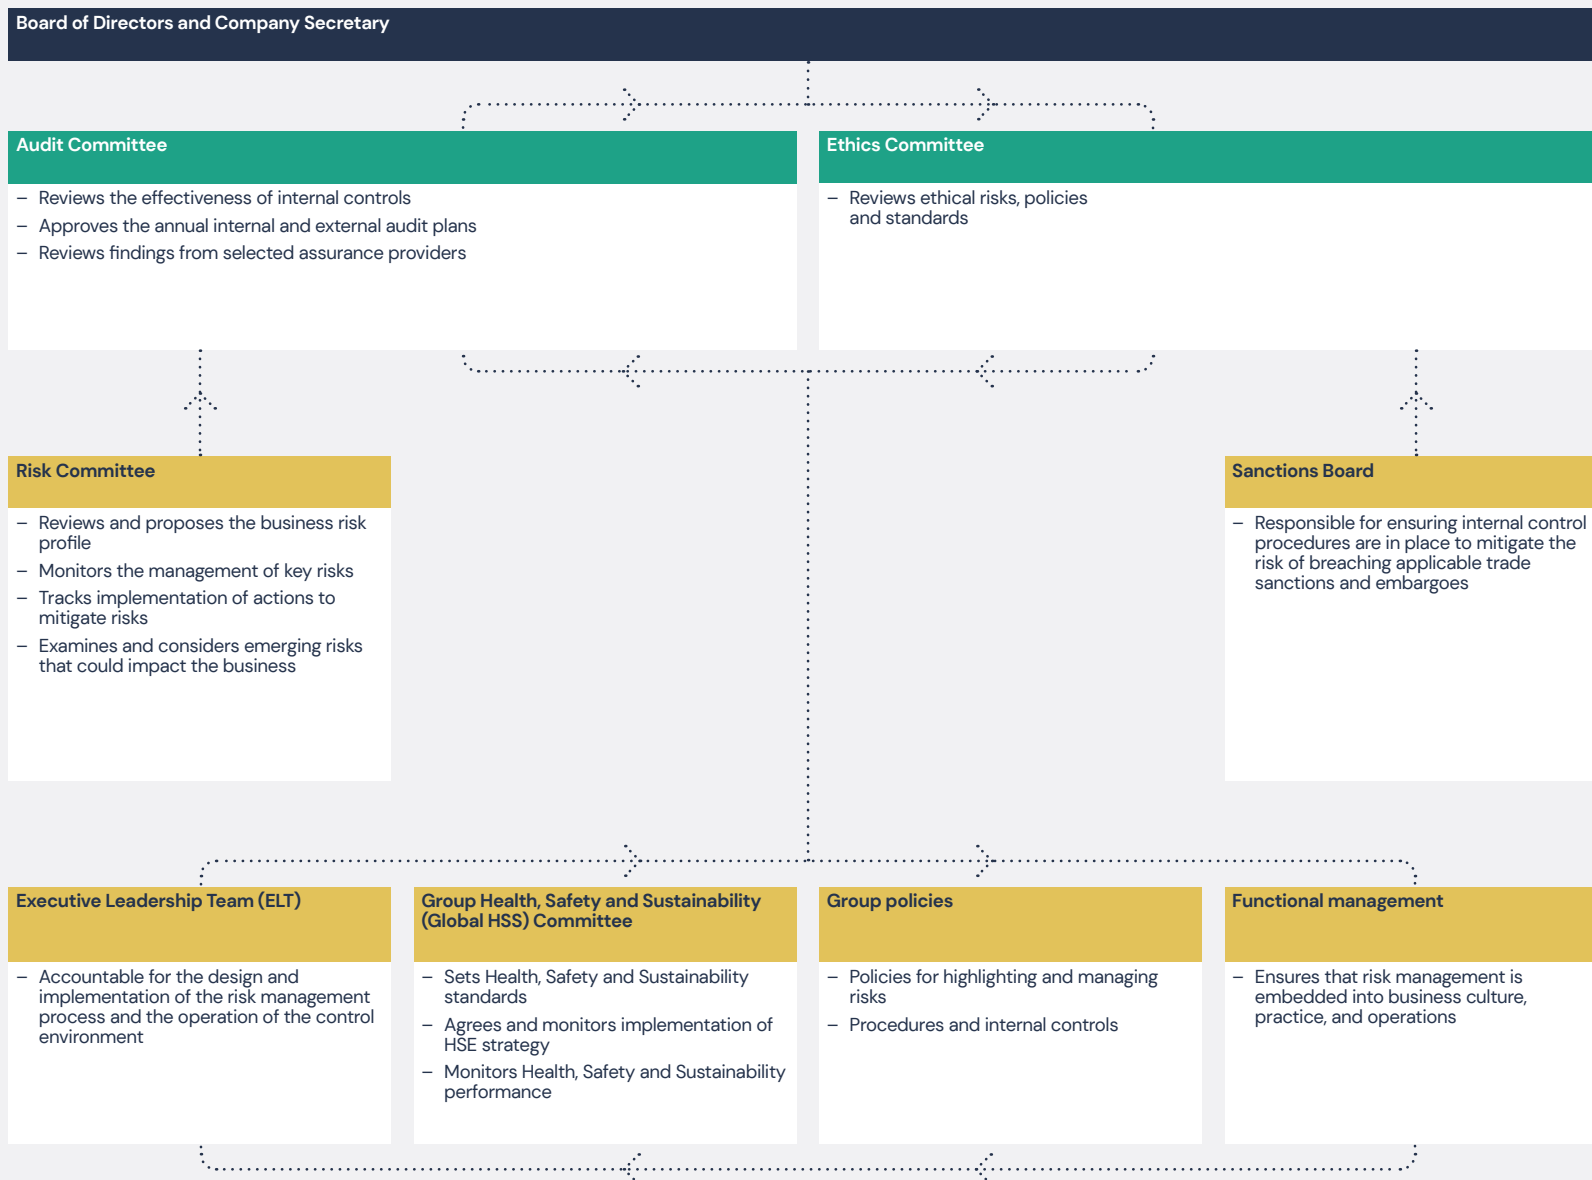 Board of Directors and Company Secretary
Audit Committee
– Reviews the effectiveness of internal controls
– Approves the annual internal and external audit plans
– Reviews findings from selected assurance providers
Ethics Committee
– Reviews ethical risks, policies
and standards
Risk Committee
– Reviews and proposes the business risk
profile
– Monitors the management of key risks
– Tracks implementation of actions to
mitigate risks
– Examines and considers emerging risks
that could impact the business
Sanctions Board
– Responsible for ensuring internal control
procedures are in place to mitigate the
risk of breaching applicable trade
sanctions and embargoes
Executive Leadership Team (ELT)
– Accountable for the design and
implementation of the risk management
process and the operation of the control
environment
Group Health, Safety and Sustainability
(Global HSS) Committee
– Sets Health, Safety and Sustainability
standards
– Agrees and monitors implementation of
HSE strategy
– Monitors Health, Safety and Sustainability
performance
Group policies
– Policies for highlighting and managing
risks
– Procedures and internal controls
Functional management
– Ensures that risk management is
embedded into business culture,
practice, and operations